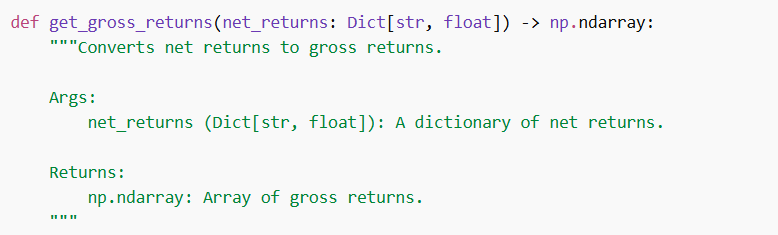 def get_gross_returns(net_returns: Dict[str, float]) -> np.ndarray:
    """Converts net returns to gross returns.
    Args:
        net_returns (Dict[str, float]): A dictionary of net returns.
    Returns:
        np.ndarray: Array of gross returns.
    """